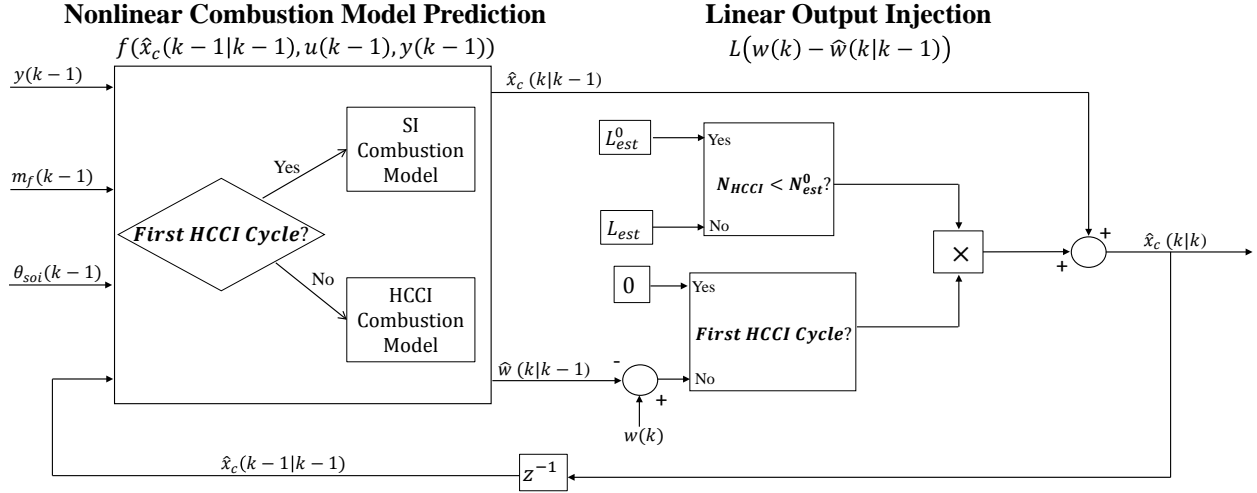 Nonlinear Combustion Model Prediction
f(x̂_c(k−1|k−1), u(k−1), y(k−1))
Linear Output Injection
L(w(k) − ŵ(k|k−1))
y(k−1)
m_f(k−1)
θ_soi(k−1)
First HCCI Cycle?
Yes
No
SI
Combustion
Model
HCCI
Combustion
Model
x̂_c (k|k−1)
ŵ (k|k−1)
L⁰_est
L_est
Yes
N_HCCI < N⁰_est?
No
0
Yes
First HCCI Cycle?
No
-
+
w(k)
×
+
+
x̂_c (k|k)
x̂_c(k−1|k−1)
z⁻¹